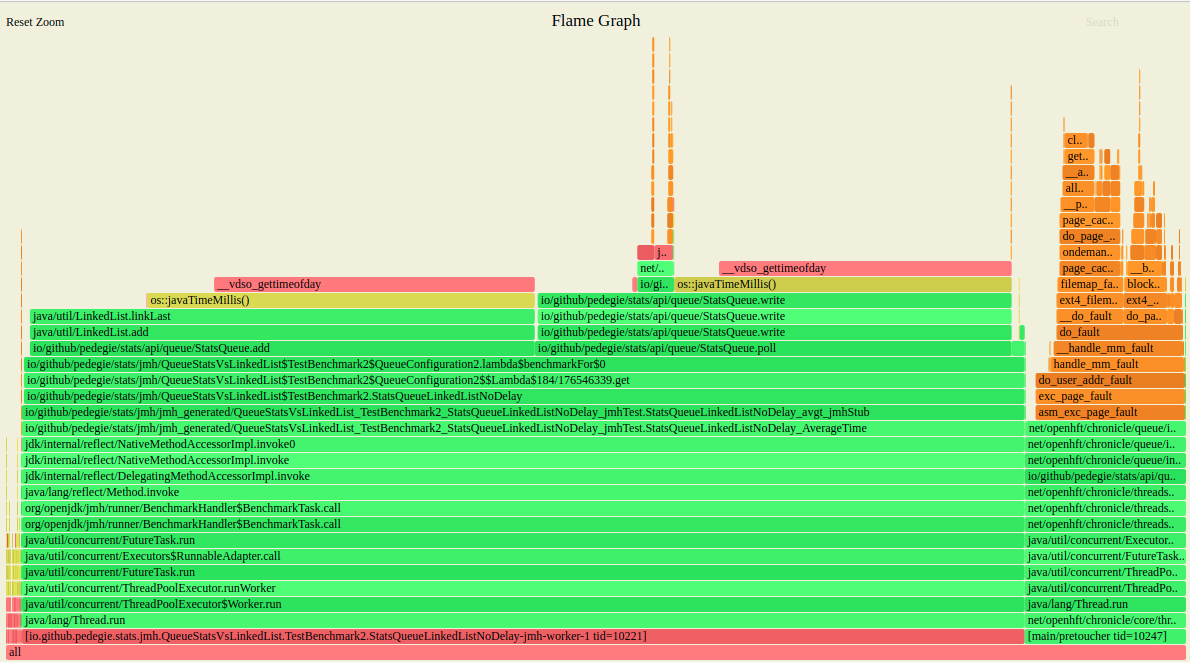 Reset Zoom
Flame Graph
Search
cl..
get..
__a..
all..
__p..
page_cac..
do_page_..
j..
ondeman..
net/..
__vdso_gettimeofday
page_cac..
__b..
__vdso_gettimeofday
io/gi..
os::javaTimeMillis()
filemap_fa..
block..
os::javaTimeMillis()
io/github/pedegie/stats/api/queue/StatsQueue.write
ext4_filem..
ext4_..
java/util/LinkedList.linkLast
io/github/pedegie/stats/api/queue/StatsQueue.write
__do_fault
do_pa..
java/util/LinkedList.add
io/github/pedegie/stats/api/queue/StatsQueue.write
do_fault
io/github/pedegie/stats/api/queue/StatsQueue.add
io/github/pedegie/stats/api/queue/StatsQueue.poll
__handle_mm_fault
io/github/pedegie/stats/jmh/QueueStatsVsLinkedList$TestBenchmark2$QueueConfiguration2.lambda$benchmarkFor$0
handle_mm_fault
io/github/pedegie/stats/jmh/QueueStatsVsLinkedList$TestBenchmark2$QueueConfiguration2$$Lambda$184/176546339.get
do_user_addr_fault
io/github/pedegie/stats/jmh/QueueStatsVsLinkedList$TestBenchmark2.StatsQueueLinkedListNoDelay
exc_page_fault
io/github/pedegie/stats/jmh/jmh_generated/QueueStatsVsLinkedList_TestBenchmark2_StatsQueueLinkedListNoDelay_jmhTest.StatsQueueLinkedListNoDelay_avgt_jmhStub
asm_exc_page_fault
io/github/pedegie/stats/jmh/jmh_generated/QueueStatsVsLinkedList_TestBenchmark2_StatsQueueLinkedListNoDelay_jmhTest.StatsQueueLinkedListNoDelay_AverageTime
net/openhft/chronicle/queue/i..
jdk/internal/reflect/NativeMethodAccessorImpl.invoke0
net/openhft/chronicle/queue/i..
jdk/internal/reflect/NativeMethodAccessorImpl.invoke
net/openhft/chronicle/queue/in..
jdk/internal/reflect/DelegatingMethodAccessorImpl.invoke
io/github/pedegie/stats/api/qu..
java/lang/reflect/Method.invoke
net/openhft/chronicle/threads..
org/openjdk/jmh/runner/BenchmarkHandler$BenchmarkTask.call
net/openhft/chronicle/threads..
org/openjdk/jmh/runner/BenchmarkHandler$BenchmarkTask.call
net/openhft/chronicle/threads..
java/util/concurrent/FutureTask.run
java/util/concurrent/Executor..
java/util/concurrent/Executors$RunnableAdapter.call
java/util/concurrent/FutureTask..
java/util/concurrent/FutureTask.run
java/util/concurrent/ThreadPo..
java/util/concurrent/ThreadPoolExecutor.runWorker
java/util/concurrent/ThreadPo..
java/util/concurrent/ThreadPoolExecutor$Worker.run
java/lang/Thread.run
java/lang/Thread.run
net/openhft/chronicle/core/thr..
[io.github.pedegie.stats.jmh.QueueStatsVsLinkedList.TestBenchmark2.StatsQueueLinkedListNoDelay-jmh-worker-1 tid=10221]
[main/pretoucher tid=10247]
all